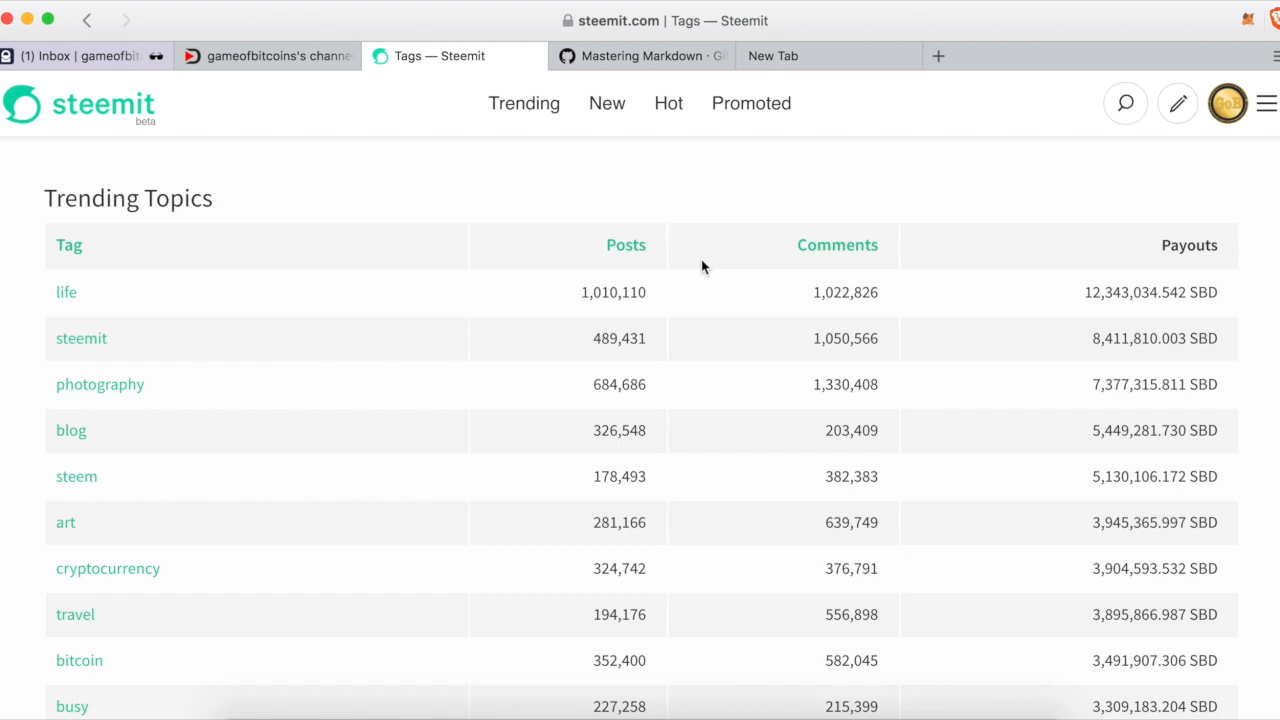 steemit.com | Tags — Steemit
(1) Inbox | gameofbit
gameofbitcoins's channe
Tags — Steemit
Mastering Markdown · Gi
New Tab
steemit
beta
Trending New Hot Promoted
GoB
Trending Topics
Tag Posts Comments Payouts
life 1,010,110 1,022,826 12,343,034.542 SBD
steemit 489,431 1,050,566 8,411,810.003 SBD
photography 684,686 1,330,408 7,377,315.811 SBD
blog 326,548 203,409 5,449,281.730 SBD
steem 178,493 382,383 5,130,106.172 SBD
art 281,166 639,749 3,945,365.997 SBD
cryptocurrency 324,742 376,791 3,904,593.532 SBD
travel 194,176 556,898 3,895,866.987 SBD
bitcoin 352,400 582,045 3,491,907.306 SBD
busy 227,258 215,399 3,309,183.204 SBD